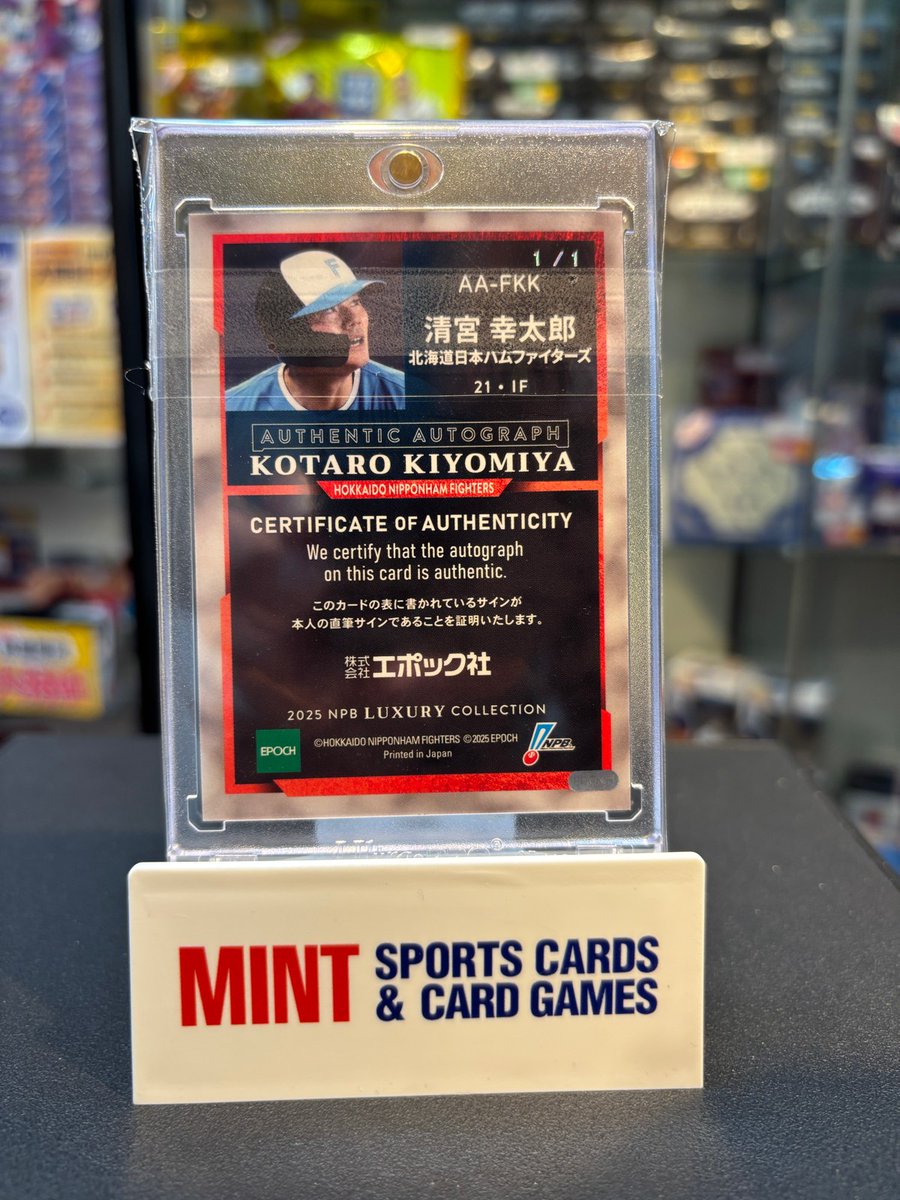 1 / 1
AA-FKK
清宮 幸太郎
北海道日本ハムファイターズ
21・IF
AUTHENTIC AUTOGRAPH
KOTARO KIYOMIYA
HOKKAIDO NIPPONHAM FIGHTERS
CERTIFICATE OF AUTHENTICITY
We certify that the autograph
on this card is authentic.
このカードの表に書かれているサインが
本人の直筆サインであることを証明いたします。
株式会社エポック社
2025 NPB LUXURY COLLECTION
EPOCH
©HOKKAIDO NIPPONHAM FIGHTERS ©2025 EPOCH
Printed in Japan
NPB
MINT SPORTS CARDS
& CARD GAMES